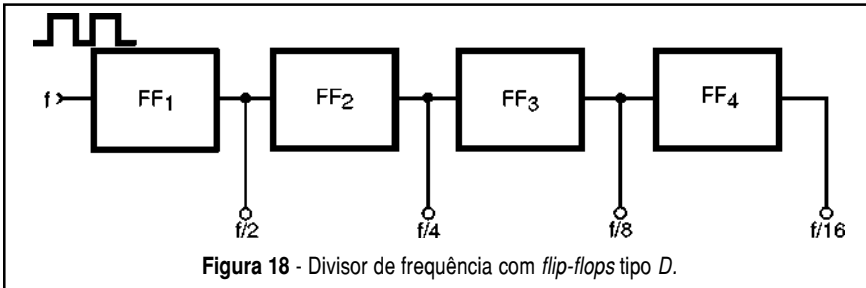 f
FF1
FF2
FF3
FF4
f/2
f/4
f/8
f/16
Figura 18 - Divisor de frequência com flip-flops tipo D.